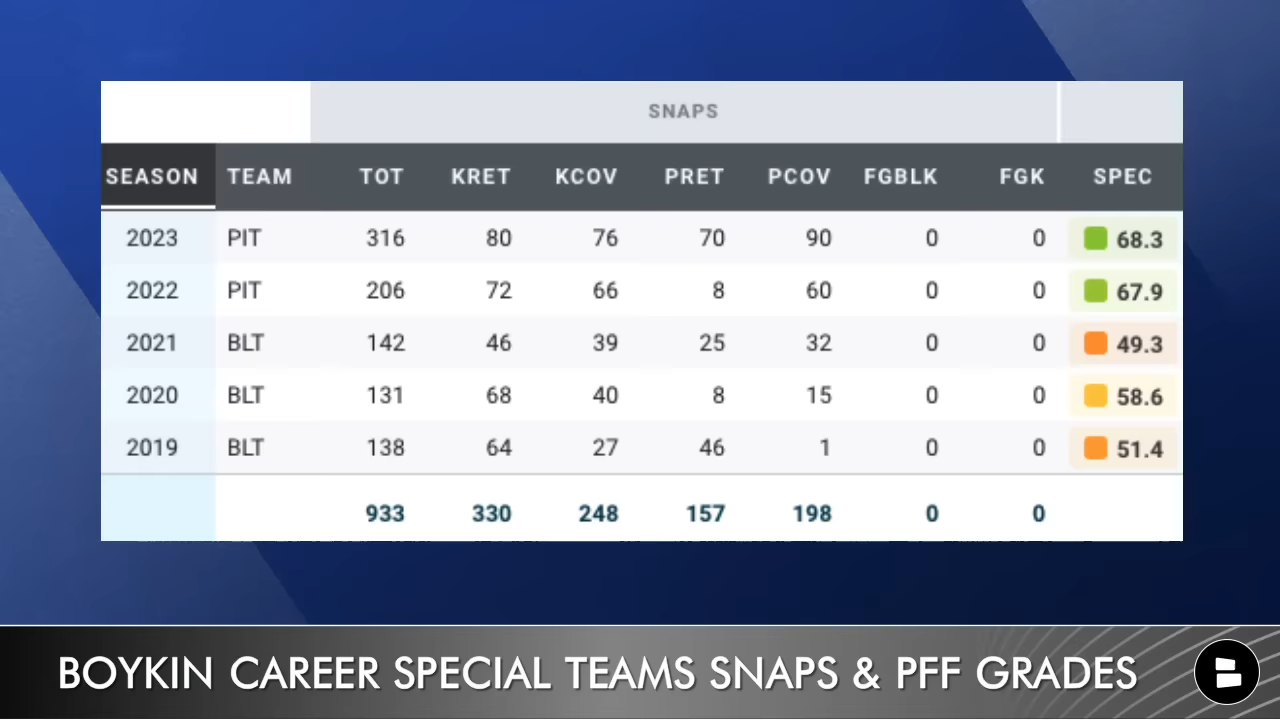 SNAPS
SEASON TEAM TOT KRET KCOV PRET PCOV FGBLK FGK SPEC
2023 PIT 316 80 76 70 90 0 0 68.3
2022 PIT 206 72 66 8 60 0 0 67.9
2021 BLT 142 46 39 25 32 0 0 49.3
2020 BLT 131 68 40 8 15 0 0 58.6
2019 BLT 138 64 27 46 1 0 0 51.4
933 330 248 157 198 0 0
BOYKIN CAREER SPECIAL TEAMS SNAPS & PFF GRADES